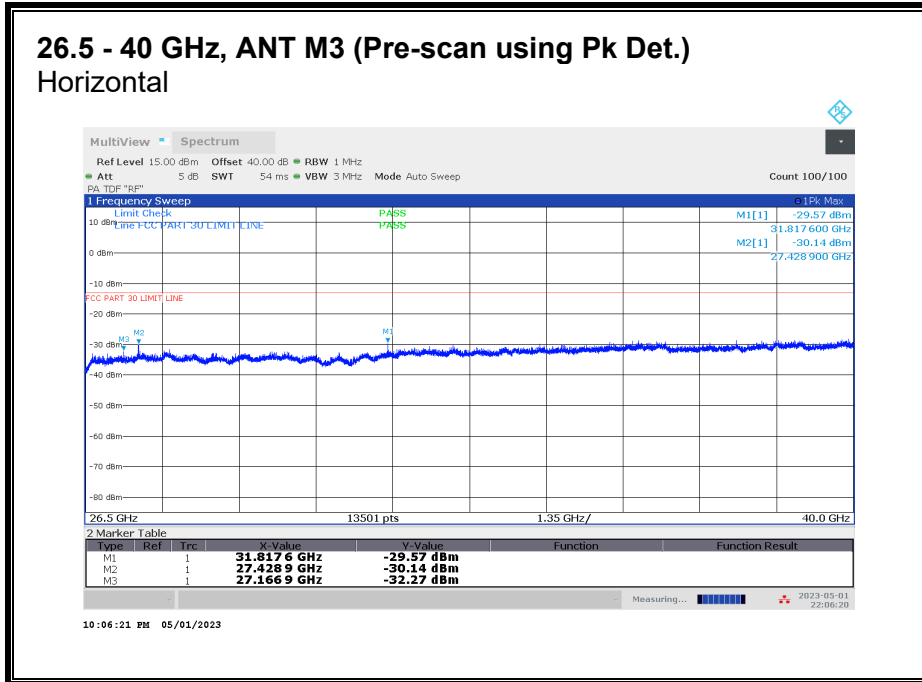 26.5 - 40 GHz, ANT M3 (Pre-scan using Pk Det.)
Horizontal
R&S
MultiView Spectrum
Ref Level 15.00 dBm Offset 40.00 dB RBW 1 MHz
Att 5 dB SWT 54 ms VBW 3 MHz Mode Auto Sweep Count 100/100
PA TDF "RF"
1 Frequency Sweep 1Pk Max
Limit Check PASS M1[1] -29.57 dBm
10 dBm Line FCC PART 30 LIMIT LINE PASS 31.817600 GHz
M2[1] -30.14 dBm
0 dBm 27.428900 GHz
-10 dBm
FCC PART 30 LIMIT LINE
-20 dBm
M3 M2 M1
-30 dBm
-40 dBm
-50 dBm
-60 dBm
-70 dBm
-80 dBm
26.5 GHz 13501 pts 1.35 GHz/ 40.0 GHz
2 Marker Table
Type Ref Trc X-Value Y-Value Function Function Result
M1 1 31.8176 GHz -29.57 dBm
M2 1 27.4289 GHz -30.14 dBm
M3 1 27.1669 GHz -32.27 dBm
Measuring... 2023-05-01
22:06:20
10:06:21 PM 05/01/2023